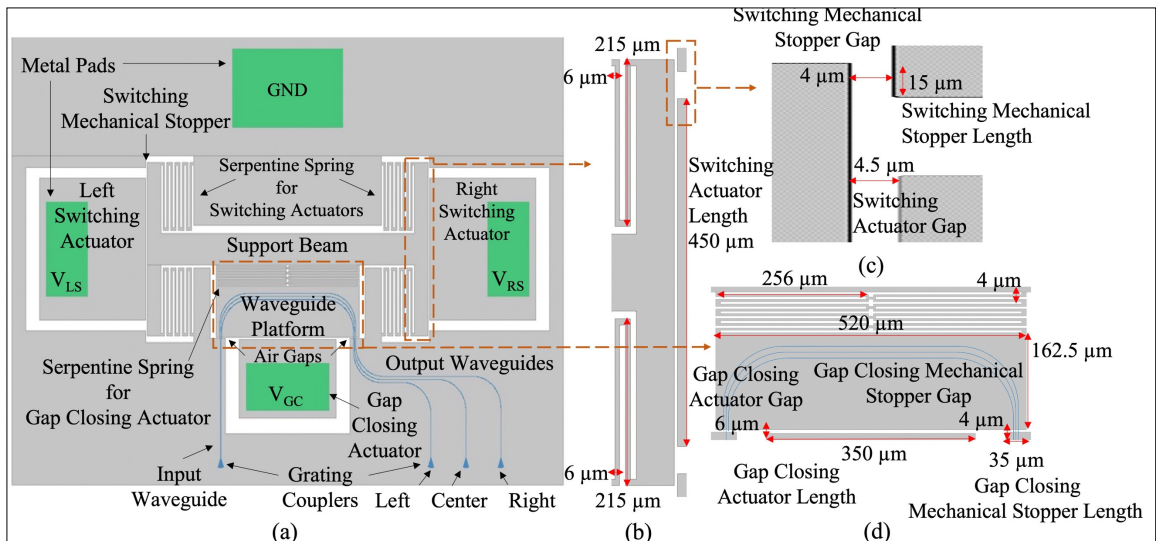 Metal Pads
GND
Switching
Mechanical Stopper
Left
Switching
Actuator
Serpentine Spring
for
Switching Actuators
Right
Switching
Actuator
Support Beam
V_LS
V_RS
Waveguide
Platform
Air Gaps
Output Waveguides
Serpentine Spring
for
Gap Closing Actuator
V_GC
Gap
Closing
Actuator
Input
Waveguide
Grating
Couplers
Left
Center
Right
(a)
215 µm
6 µm
Switching
Actuator
Length
450 µm
6 µm
215 µm
(b)
Switching Mechanical
Stopper Gap
4 µm
15 µm
Switching Mechanical
Stopper Length
4.5 µm
Switching
Actuator Gap
(c)
256 µm
4 µm
520 µm
162.5 µm
Gap Closing
Actuator Gap
Gap Closing Mechanical
Stopper Gap
6 µm
4 µm
350 µm
35 µm
Gap Closing
Actuator Length
Gap Closing
Mechanical Stopper Length
(d)